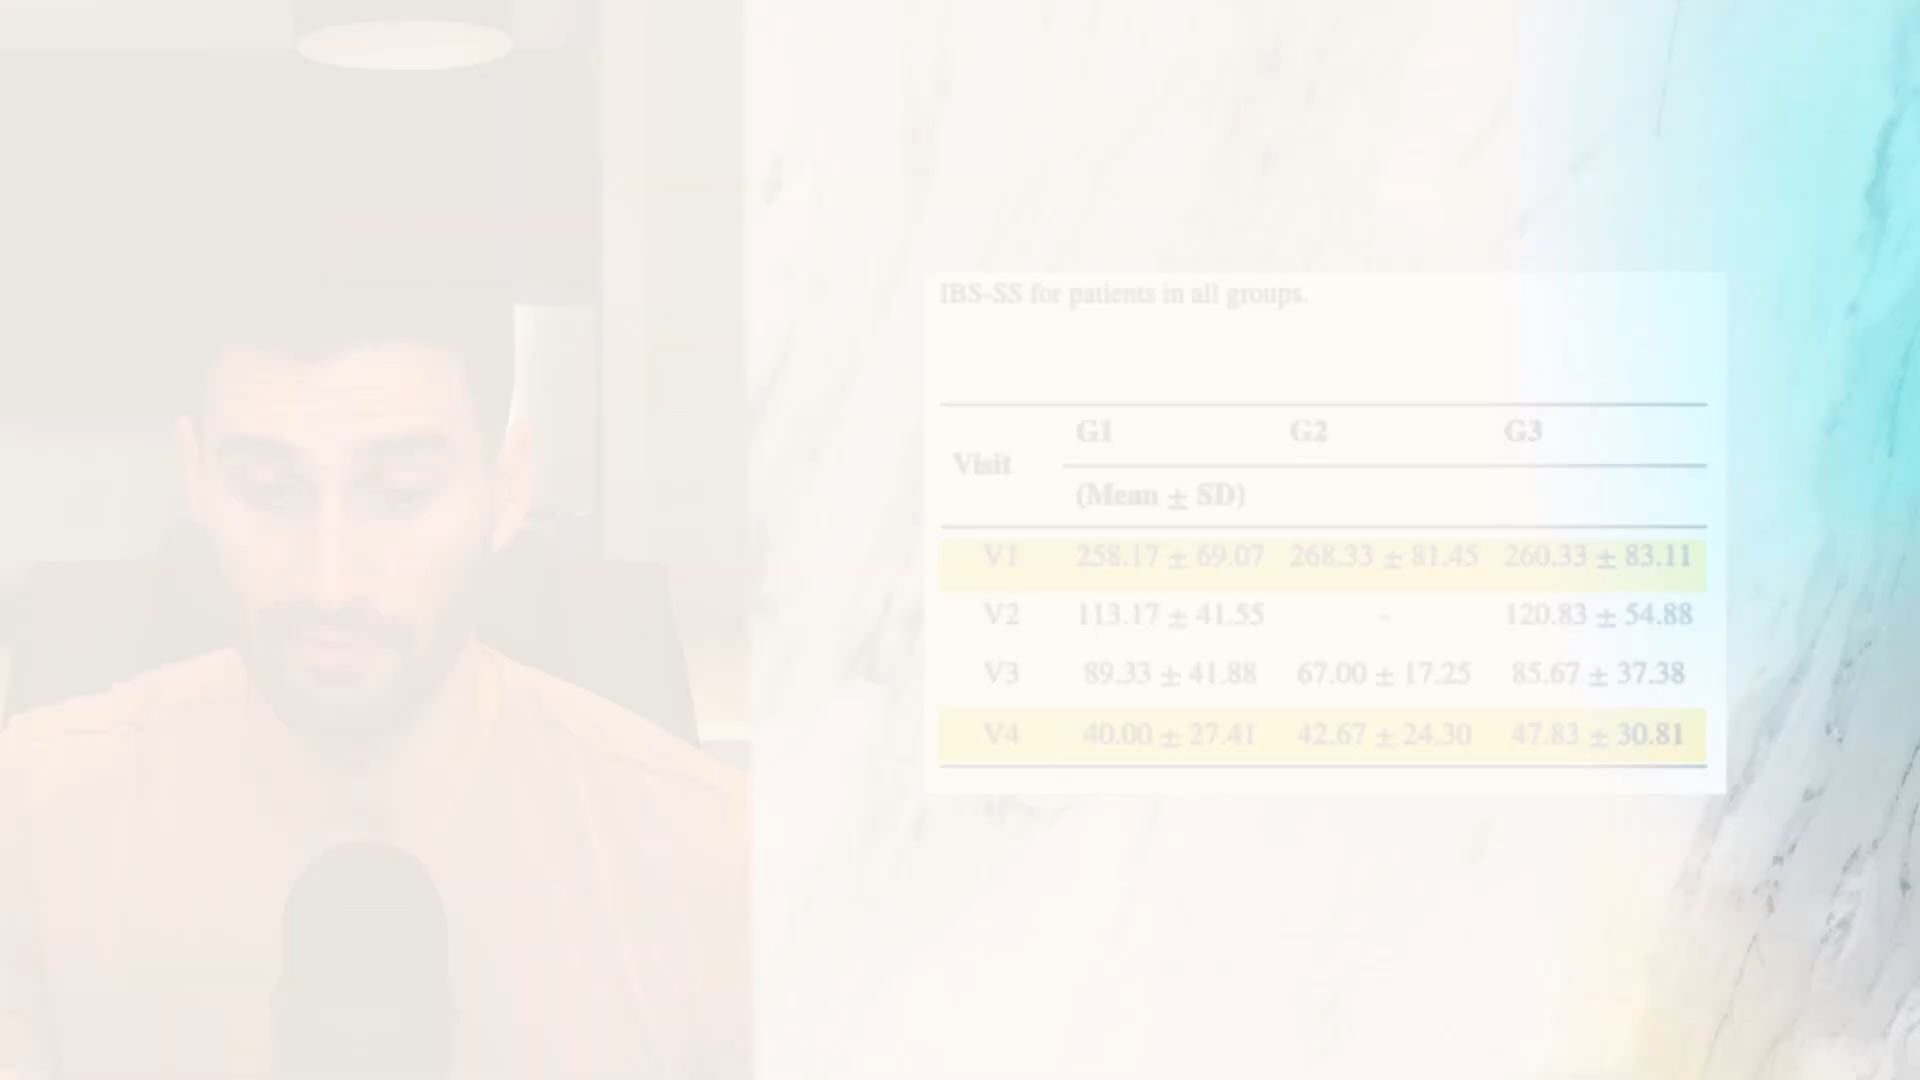 IBS-SS for patients in all groups.
G1 G2 G3
Visit
(Mean ± SD)
V1 258.17 ± 69.07 268.33 ± 81.45 260.33 ± 83.11
V2 113.17 ± 41.55 - 120.83 ± 54.88
V3 89.33 ± 41.88 67.00 ± 17.25 85.67 ± 37.38
V4 40.00 ± 27.41 42.67 ± 24.30 47.83 ± 30.81